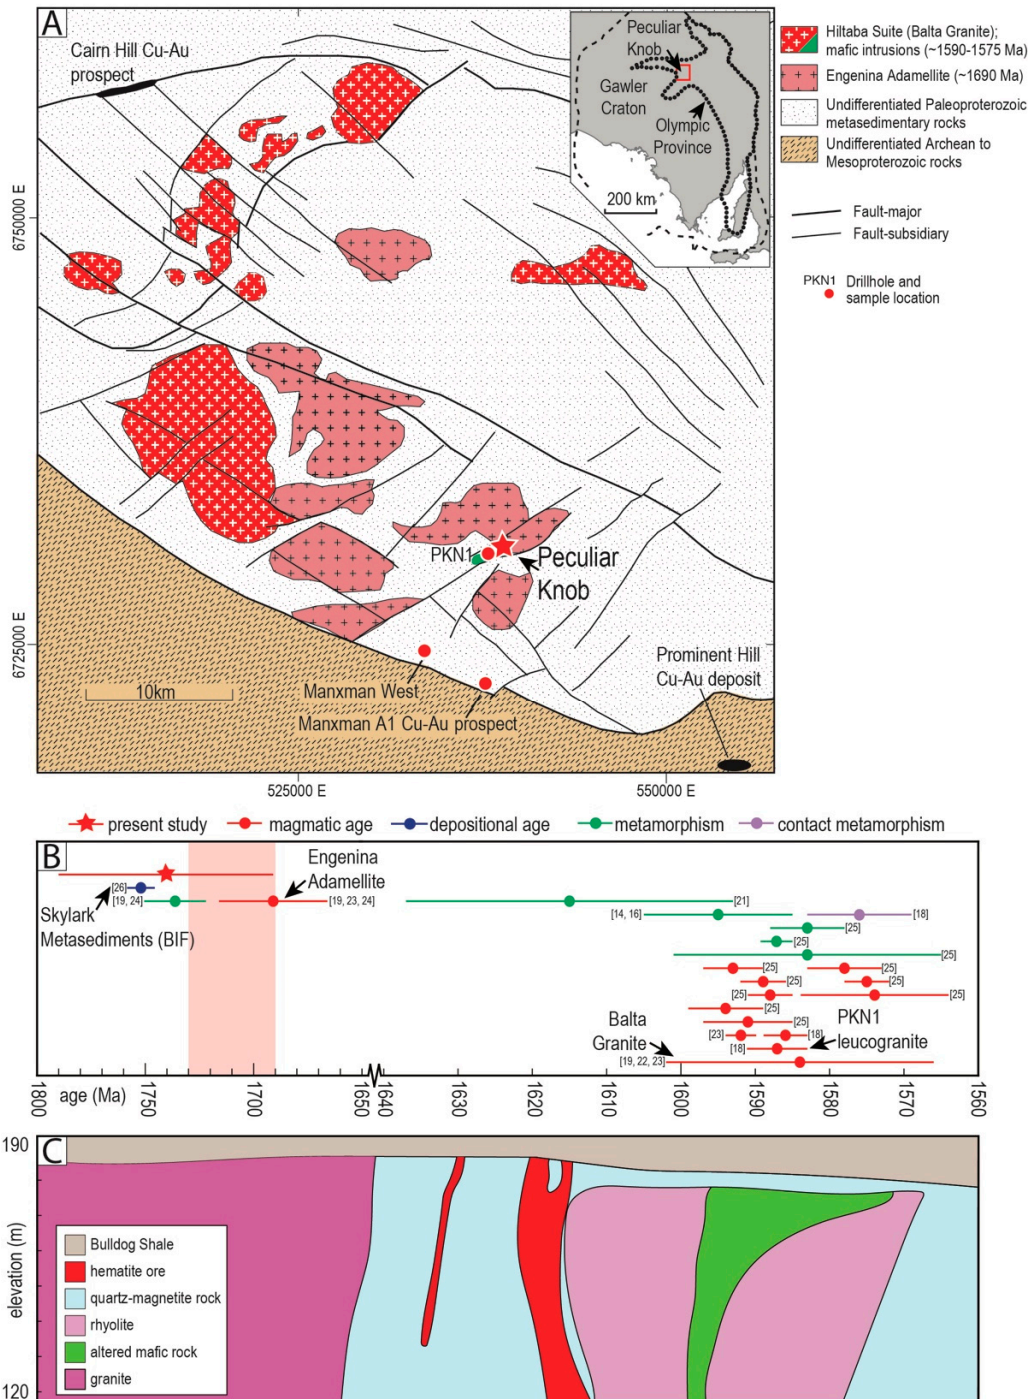 A
Cairn Hill Cu-Au
prospect
Peculiar
Knob
Gawler
Craton
Olympic
Province
200 km
Hiltaba Suite (Balta Granite);
mafic intrusions (~1590-1575 Ma)
Engenina Adamellite (~1690 Ma)
Undifferentiated Paleoproterozoic
metasedimentary rocks
Undifferentiated Archean to
Mesoproterozoic rocks
Fault-major
Fault-subsidiary
PKN1 Drillhole and
sample location
6750000 E
6725000 E
PKN1
Peculiar
Knob
Manxman West
Manxman A1 Cu-Au prospect
Prominent Hill
Cu-Au deposit
10km
525000 E
550000 E
present study
magmatic age
depositional age
metamorphism
contact metamorphism
B
[26]
[19, 24]
Skylark
Metasediments (BIF)
Engenina
Adamellite
[19, 23, 24]
[21]
[14, 16]
[18]
[25]
[25]
[25]
[25]
[25]
[25]
[25]
[25]
[25]
[25]
[25]
[23]
[18]
[18]
[19, 22, 23]
Balta
Granite
PKN1
leucogranite
age (Ma)
1800
1750
1700
1650
1640
1630
1620
1610
1600
1590
1580
1570
1560
C
190
elevation (m)
120
Bulldog Shale
hematite ore
quartz-magnetite rock
rhyolite
altered mafic rock
granite